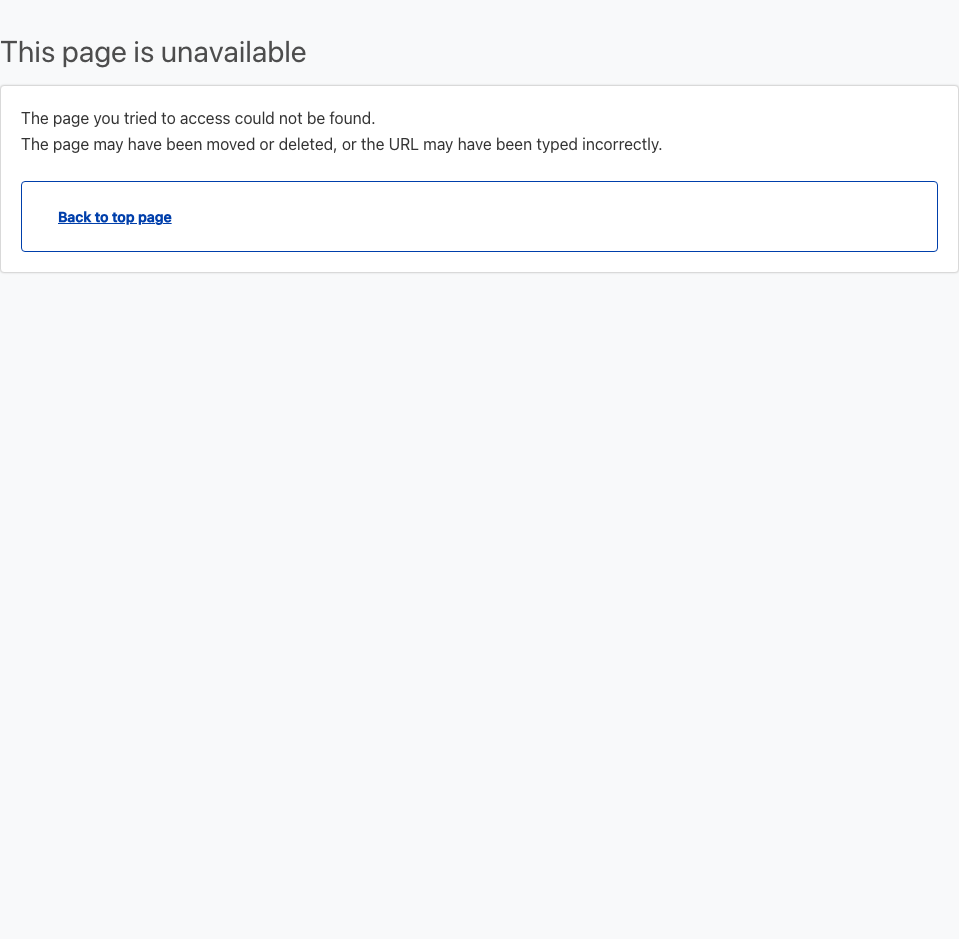 This page is unavailable
The page you tried to access could not be found.
The page may have been moved or deleted, or the URL may have been typed incorrectly.
Back to top page